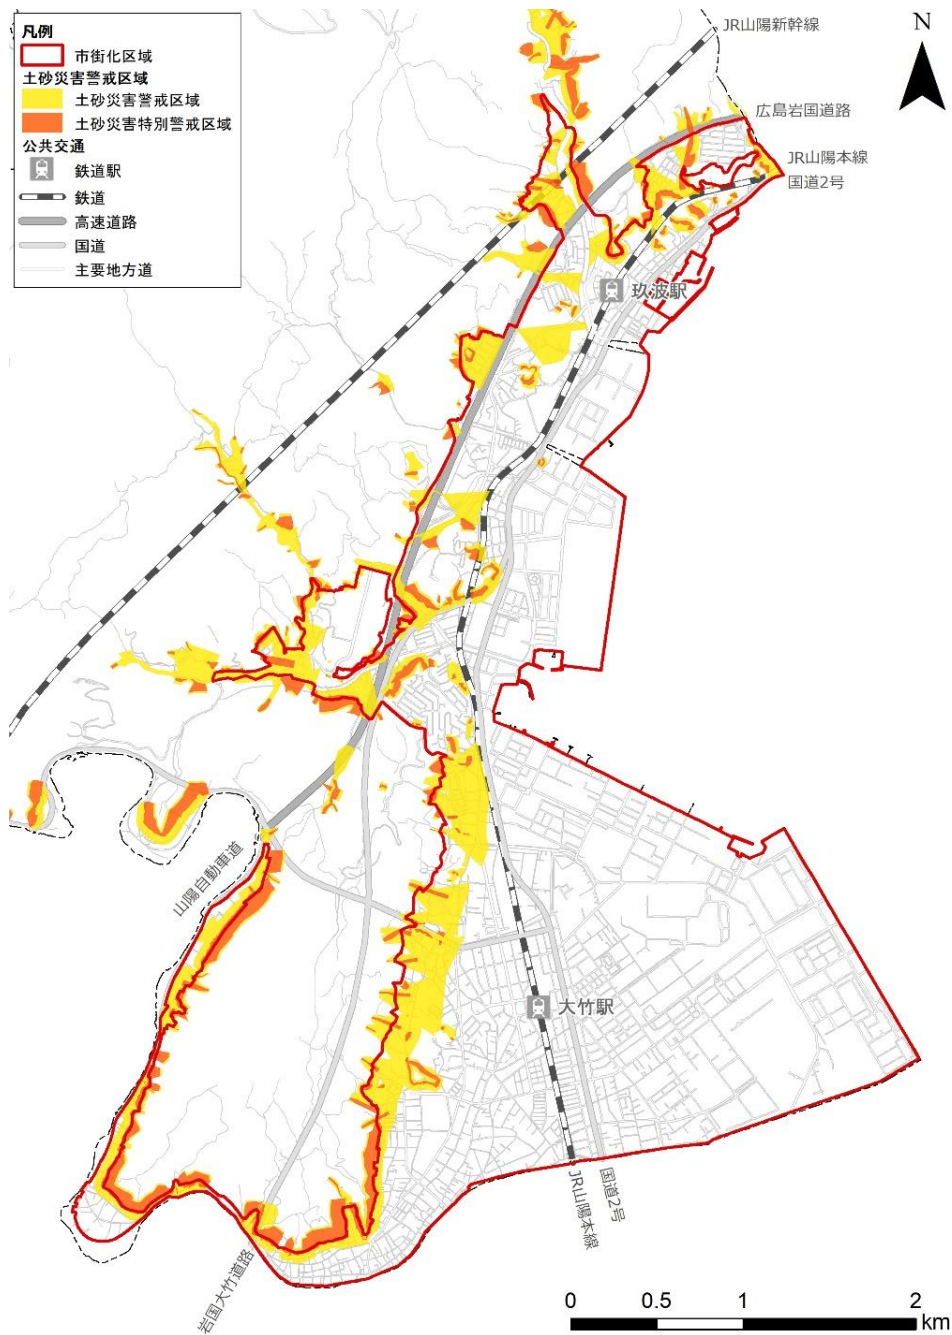 凡例
市街化区域
土砂災害警戒区域
土砂災害警戒区域
土砂災害特別警戒区域
公共交通
鉄道駅
鉄道
高速道路
国道
主要地方道
N
JR山陽新幹線
広島岩国道路
JR山陽本線
国道2号
玖波駅
山陽自動車道
大竹駅
JR山陽本線
国道2号
岩国大竹道路
0 0.5 1 2
km